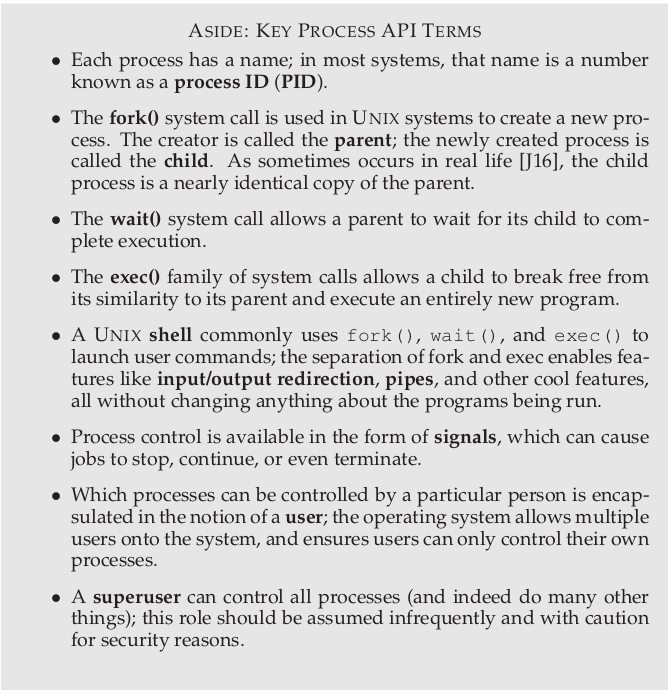 ASIDE: KEY PROCESS API TERMS
• Each process has a name; in most systems, that name is a number
known as a process ID (PID).
• The fork() system call is used in UNIX systems to create a new pro-
cess. The creator is called the parent; the newly created process is
called the child. As sometimes occurs in real life [J16], the child
process is a nearly identical copy of the parent.
• The wait() system call allows a parent to wait for its child to com-
plete execution.
• The exec() family of system calls allows a child to break free from
its similarity to its parent and execute an entirely new program.
• A UNIX shell commonly uses fork(), wait(), and exec() to
launch user commands; the separation of fork and exec enables fea-
tures like input/output redirection, pipes, and other cool features,
all without changing anything about the programs being run.
• Process control is available in the form of signals, which can cause
jobs to stop, continue, or even terminate.
• Which processes can be controlled by a particular person is encap-
sulated in the notion of a user; the operating system allows multiple
users onto the system, and ensures users can only control their own
processes.
• A superuser can control all processes (and indeed do many other
things); this role should be assumed infrequently and with caution
for security reasons.